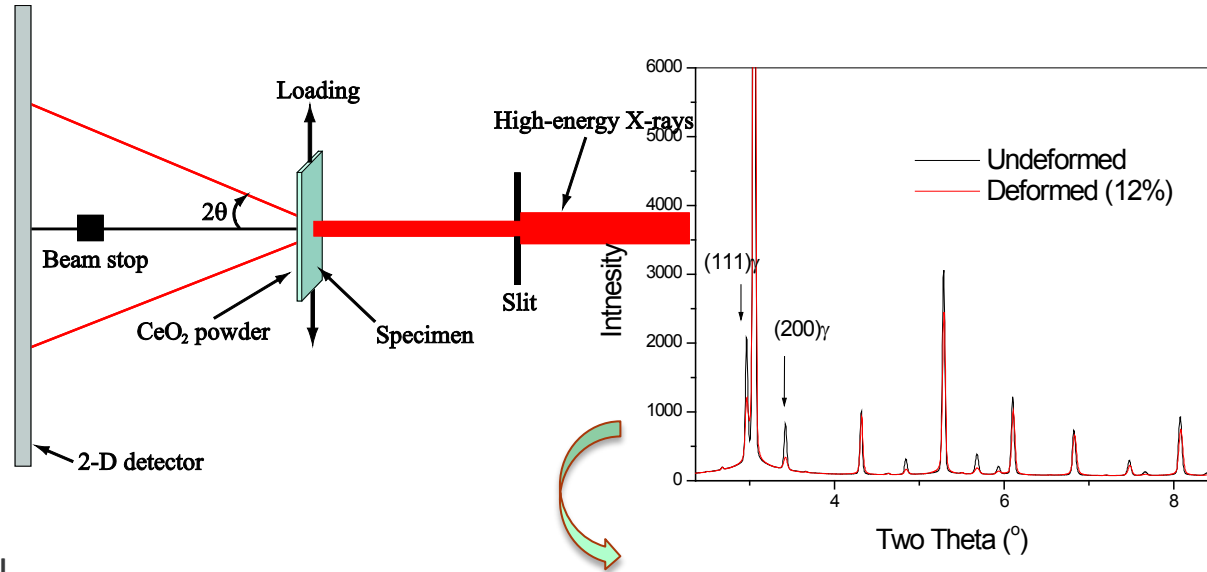 Loading
High-energy X-rays
2θ
Beam stop
Slit
CeO₂ powder
Specimen
2-D detector
6000
5000
4000
3000
2000
1000
0
Intnesity
Undeformed
Deformed (12%)
(111)γ
(200)γ
4
6
8
Two Theta (°)